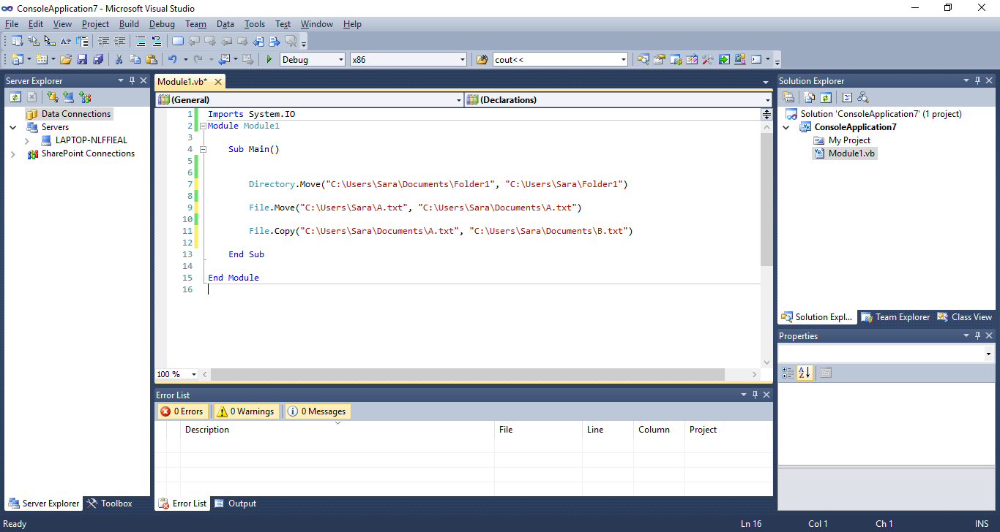 ConsoleApplication7 - Microsoft Visual Studio
File Edit View Project Build Debug Team Data Tools Test Window Help
Debug x86 cout<<
Server Explorer
Data Connections
Servers
LAPTOP-NLFFIEAL
SharePoint Connections
Server Explorer Toolbox
Module1.vb*
(General) (Declarations)
1 Imports System.IO
2 Module Module1
3
4 Sub Main()
5
6
7 Directory.Move("C:\Users\Sara\Documents\Folder1", "C:\Users\Sara\Folder1")
8
9 File.Move("C:\Users\Sara\A.txt", "C:\Users\Sara\Documents\A.txt")
10
11 File.Copy("C:\Users\Sara\Documents\A.txt", "C:\Users\Sara\Documents\B.txt")
12
13 End Sub
14
15 End Module
16
100 %
Error List
0 Errors 0 Warnings 0 Messages
Description File Line Column Project
Error List Output
Solution Explorer
Solution 'ConsoleApplication7' (1 project)
ConsoleApplication7
My Project
Module1.vb
Solution Expl... Team Explorer Class View
Properties
Ready Ln 16 Col 1 Ch 1 INS